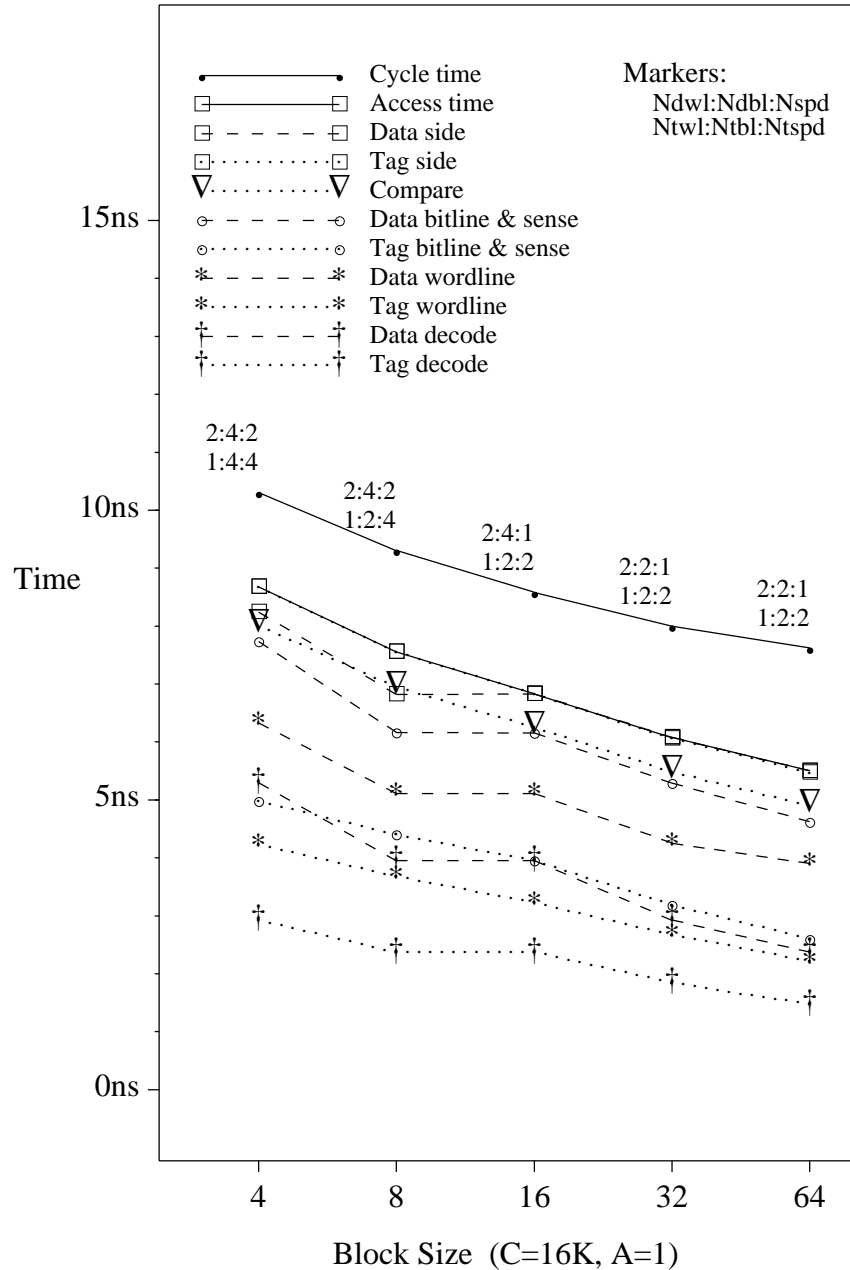 Cycle time
Access time
Data side
Tag side
Compare
Data bitline & sense
Tag bitline & sense
Data wordline
Tag wordline
Data decode
Tag decode
Markers:
Ndwl:Ndbl:Nspd
Ntwl:Ntbl:Ntspd
15ns
10ns
5ns
0ns
Time
2:4:2
1:4:4
2:4:2
1:2:4
2:4:1
1:2:2
2:2:1
1:2:2
2:2:1
1:2:2
4 8 16 32 64
Block Size (C=16K, A=1)